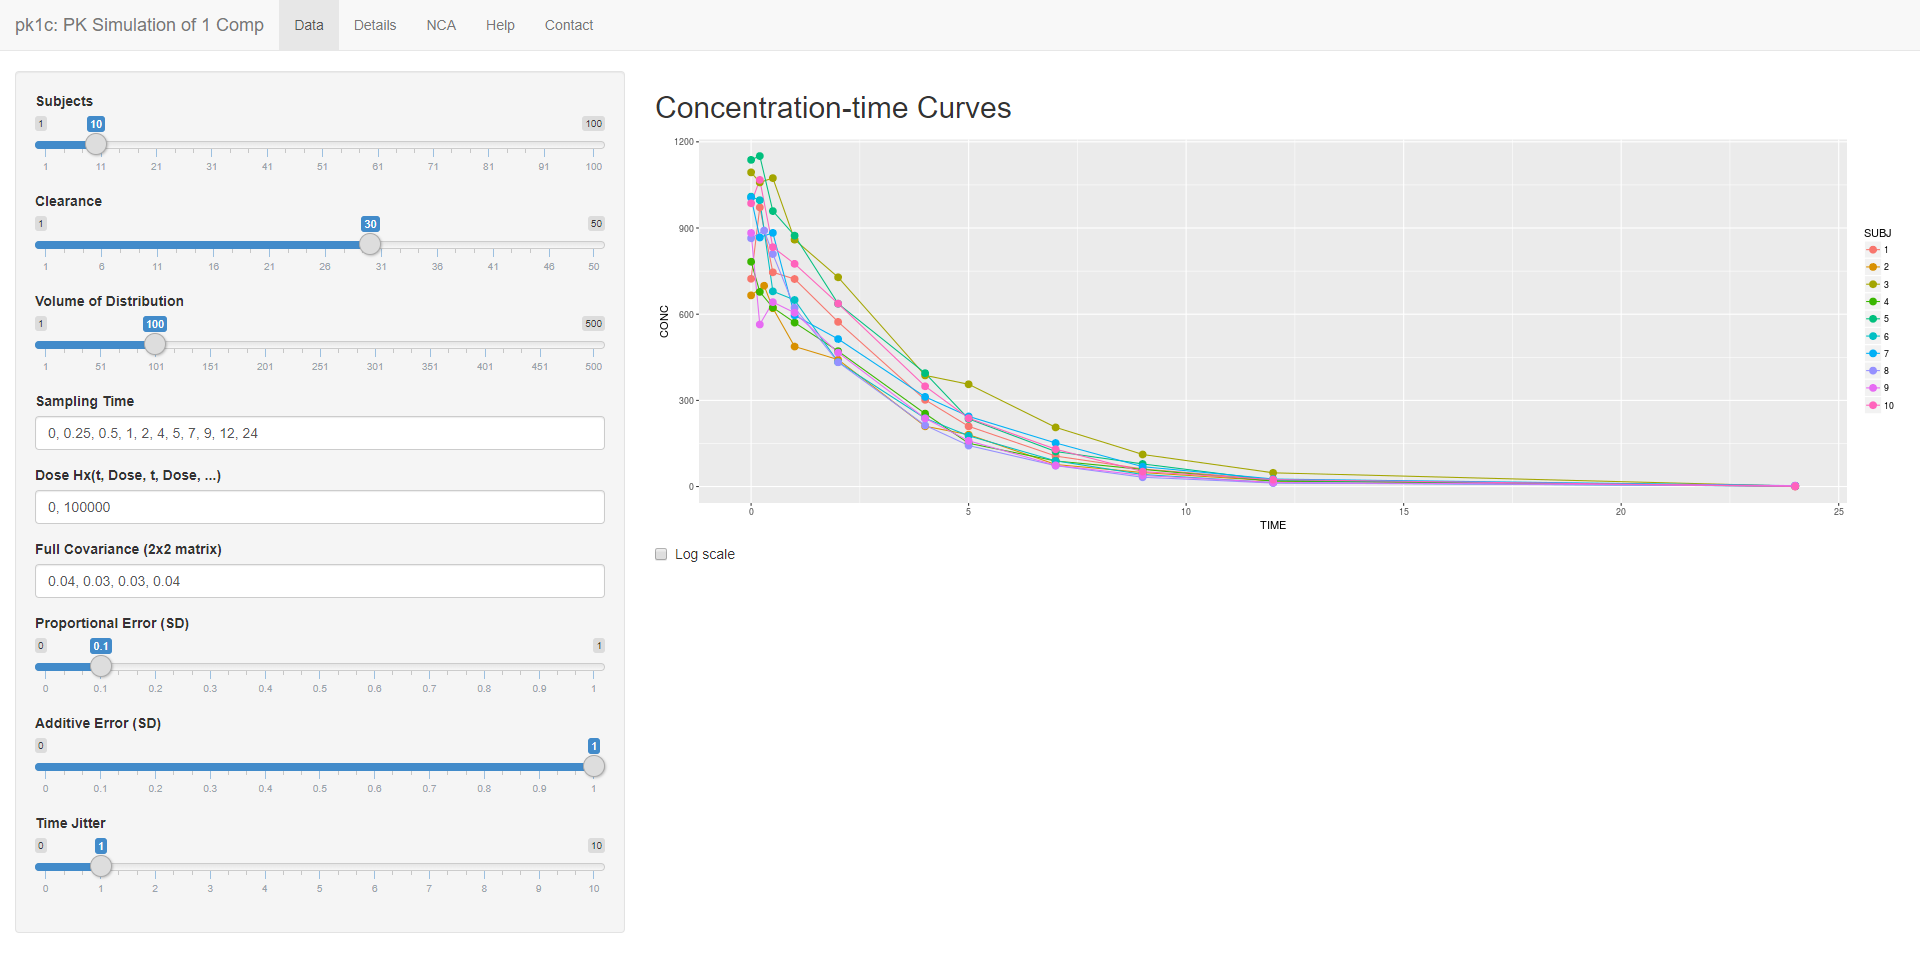 pk1c: PK Simulation of 1 Comp Data Details NCA Help Contact
Subjects
1 10 100
1 11 21 31 41 51 61 71 81 91 100
Clearance
1 30 50
1 6 11 16 21 26 31 36 41 46 50
Volume of Distribution
1 100 500
1 51 101 151 201 251 301 351 401 451 500
Sampling Time
0, 0.25, 0.5, 1, 2, 4, 5, 7, 9, 12, 24
Dose Hx(t, Dose, t, Dose, ...)
0, 100000
Full Covariance (2x2 matrix)
0.04, 0.03, 0.03, 0.04
Proportional Error (SD)
0 0.1 1
0 0.1 0.2 0.3 0.4 0.5 0.6 0.7 0.8 0.9 1
Additive Error (SD)
0 1
0 0.1 0.2 0.3 0.4 0.5 0.6 0.7 0.8 0.9 1
Time Jitter
0 1 10
0 1 2 3 4 5 6 7 8 9 10
Concentration-time Curves
1200
900
600
300
0
CONC
0 5 10 15 20 25
TIME
SUBJ
1
2
3
4
5
6
7
8
9
10
Log scale